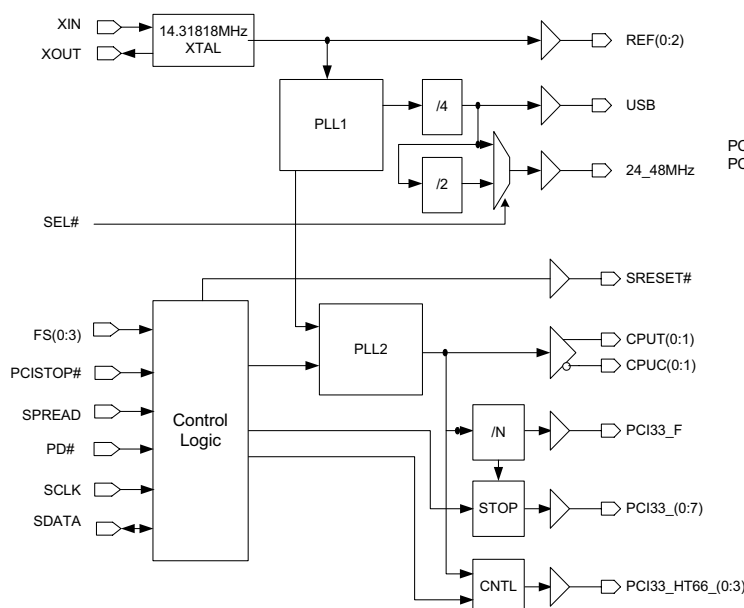 XIN
XOUT
14.31818MHz
XTAL
REF(0:2)
PLL1
/4
USB
/2
24_48MHz
PC
PC
SEL#
SRESET#
FS(0:3)
PCISTOP#
SPREAD
PD#
SCLK
SDATA
Control
Logic
PLL2
CPUT(0:1)
CPUC(0:1)
/N
PCI33_F
STOP
PCI33_(0:7)
CNTL
PCI33_HT66_(0:3)